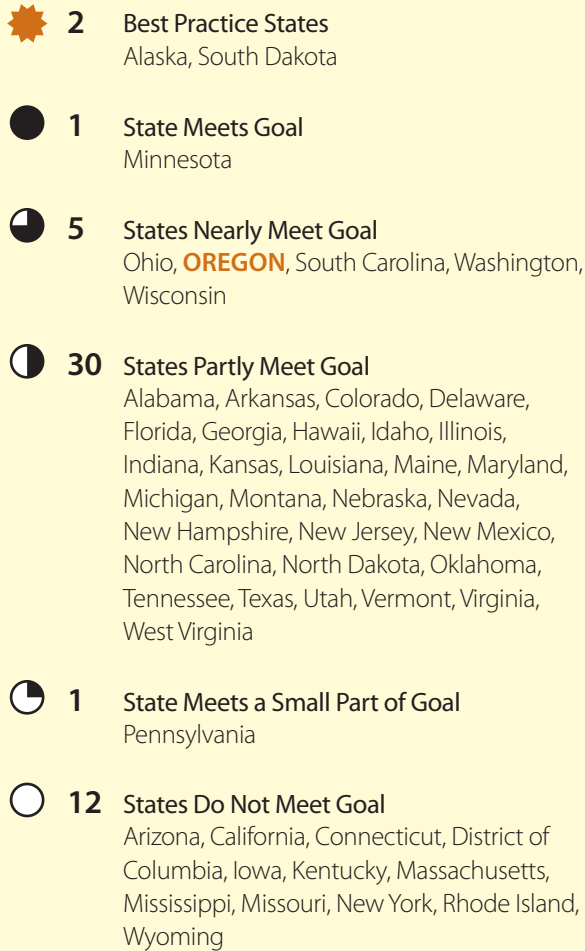 2 Best Practice States
Alaska, South Dakota
1 State Meets Goal
Minnesota
5 States Nearly Meet Goal
Ohio, OREGON, South Carolina, Washington,
Wisconsin
30 States Partly Meet Goal
Alabama, Arkansas, Colorado, Delaware,
Florida, Georgia, Hawaii, Idaho, Illinois,
Indiana, Kansas, Louisiana, Maine, Maryland,
Michigan, Montana, Nebraska, Nevada,
New Hampshire, New Jersey, New Mexico,
North Carolina, North Dakota, Oklahoma,
Tennessee, Texas, Utah, Vermont, Virginia,
West Virginia
1 State Meets a Small Part of Goal
Pennsylvania
12 States Do Not Meet Goal
Arizona, California, Connecticut, District of
Columbia, Iowa, Kentucky, Massachusetts,
Mississippi, Missouri, New York, Rhode Island,
Wyoming